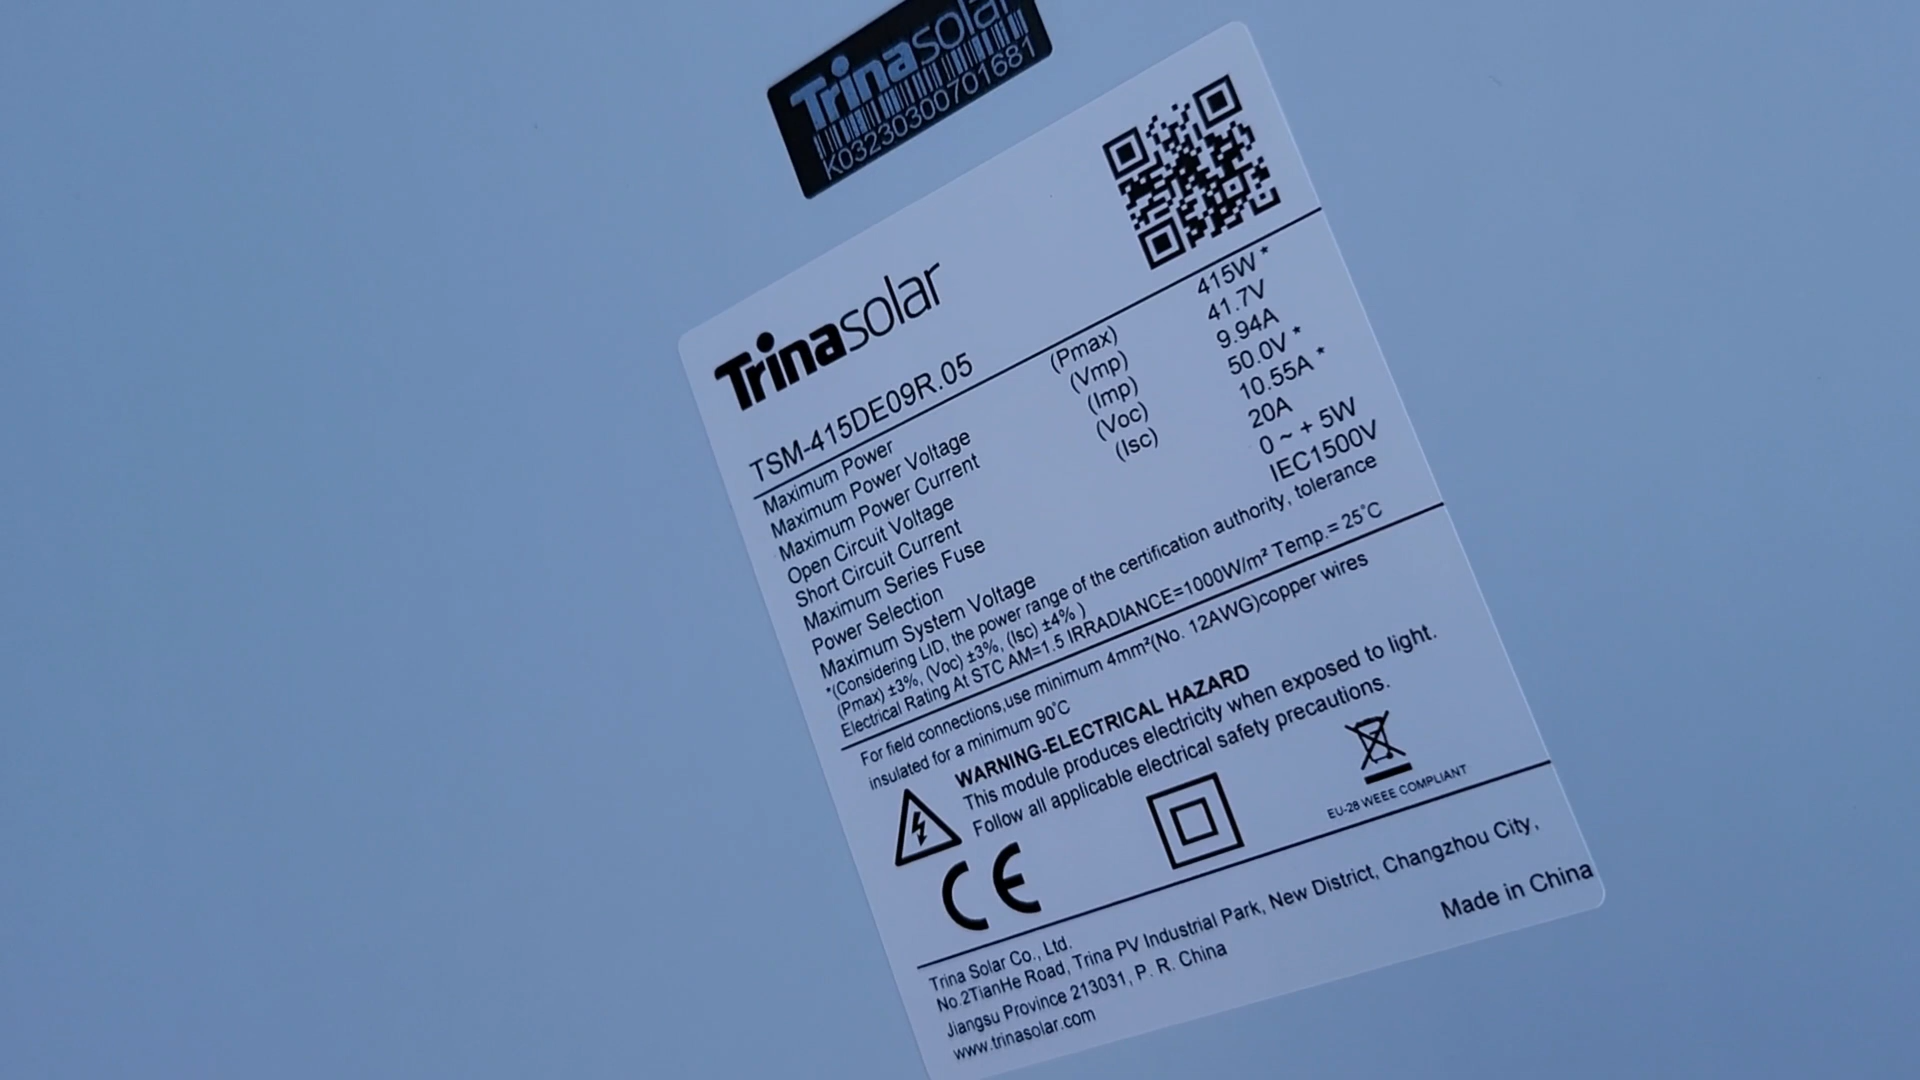 Trinasolar
K03230300701681
Trinasolar
TSM-415DE09R.05
Maximum Power (Pmax) 415W *
Maximum Power Voltage (Vmp) 41.7V
Maximum Power Current (Imp) 9.94A
Open Circuit Voltage (Voc) 50.0V *
Short Circuit Current (Isc) 10.55A *
Maximum Series Fuse 20A
Power Selection 0 ~ + 5W
Maximum System Voltage IEC1500V
*(Considering LID, the power range of the certification authority, tolerance
(Pmax) ±3%, (Voc) ±3%, (Isc) ±4% )
Electrical Rating At STC AM=1.5 IRRADIANCE=1000W/m² Temp.= 25°C
For field connections,use minimum 4mm²(No. 12AWG)copper wires
insulated for a minimum 90°C
WARNING-ELECTRICAL HAZARD
This module produces electricity when exposed to light.
Follow all applicable electrical safety precautions.
CE
EU-28 WEEE COMPLIANT
Trina Solar Co., Ltd.
No.2TianHe Road, Trina PV Industrial Park, New District, Changzhou City,
Jiangsu Province 213031, P. R. China
www.trinasolar.com
Made in China